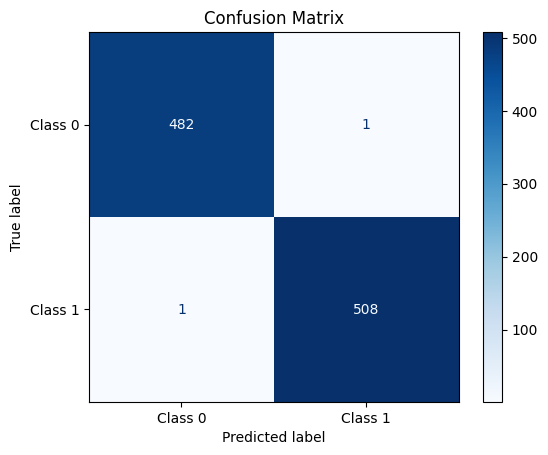 Confusion Matrix
500
Class 0
482
1
400
True label
300
200
Class 1
1
508
100
Class 0
Class 1
Predicted label